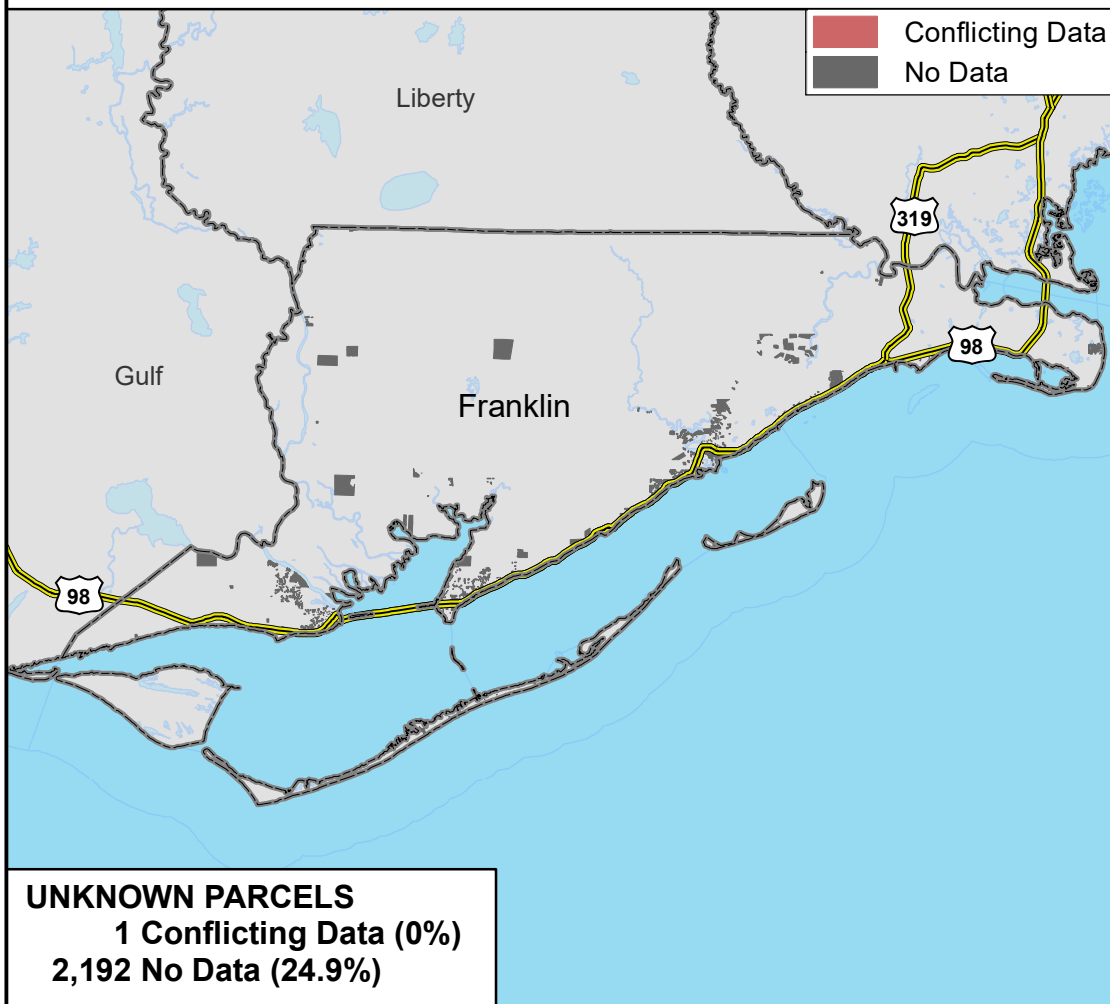 Conflicting Data
No Data
Liberty
319
98
Gulf
Franklin
98
UNKNOWN PARCELS
1 Conflicting Data (0%)
2,192 No Data (24.9%)